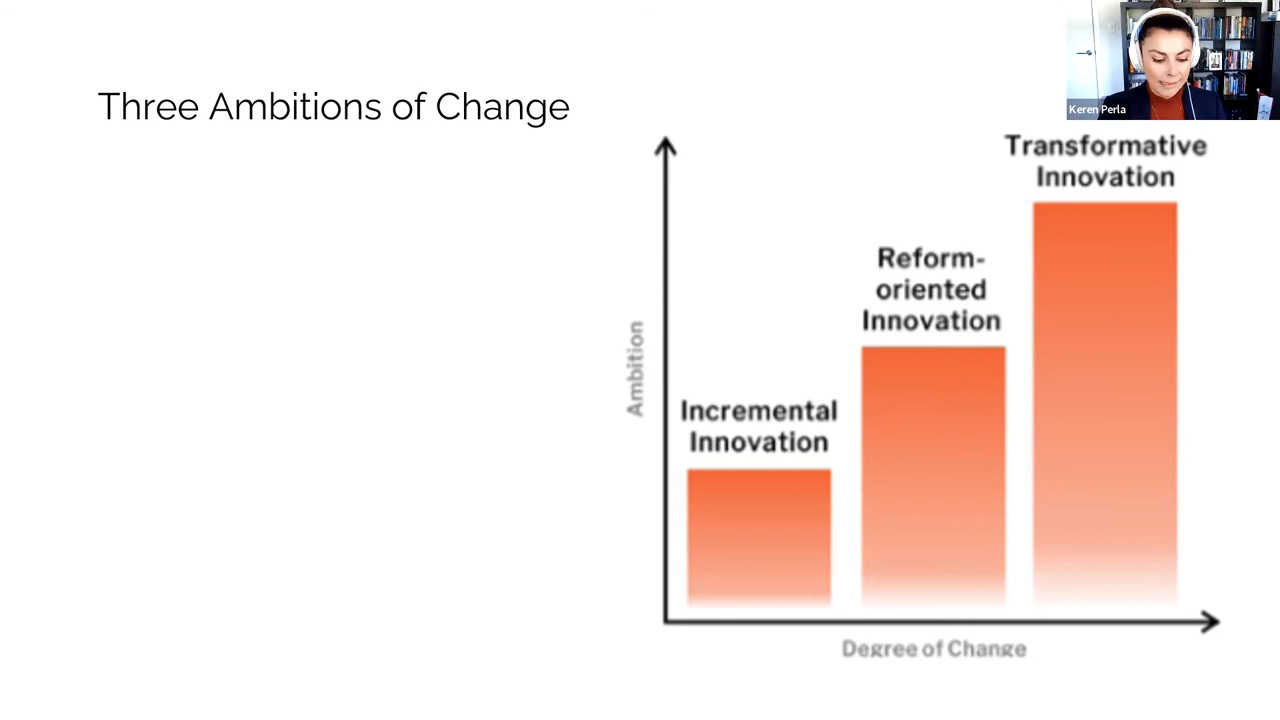 Keren Perla
Three Ambitions of Change
Transformative
Innovation
Reform-
oriented
Innovation
Incremental
Innovation
Ambition
Degree of Change